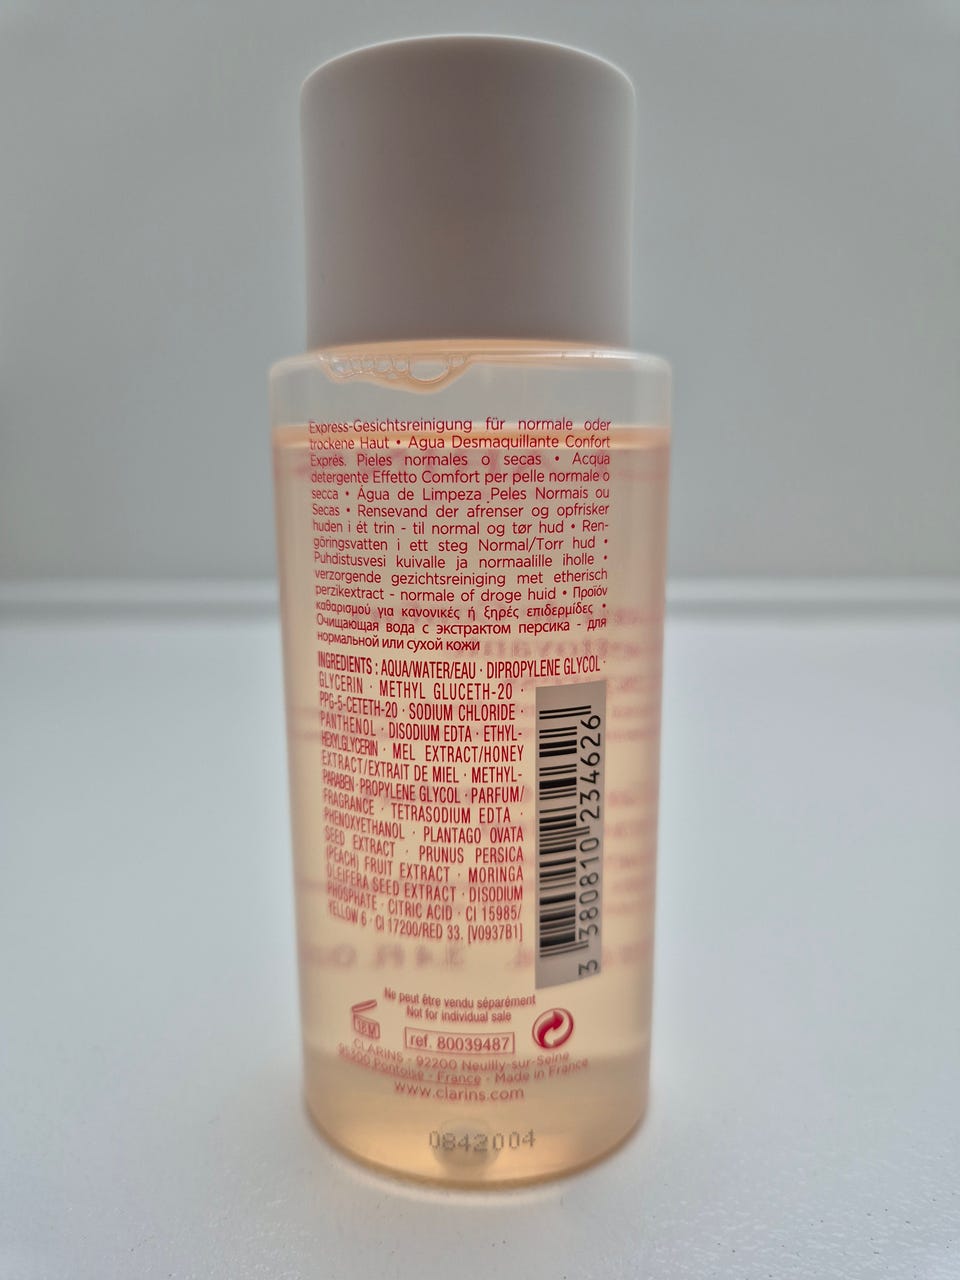 Express-Gesichtsreinigung für normale oder
trockene Haut • Agua Desmaquillante Confort
Exprés. Pieles normales o secas • Acqua
detergente Effetto Comfort per pelle normale o
secca • Água de Limpeza Peles Normais ou
Secas • Rensevand der afrenser og opfrisker
huden i ét trin - til normal og tør hud • Ren-
göringsvatten i ett steg Normal/Torr hud •
Puhdistusvesi kuivalle ja normaalille iholle •
verzorgende gezichtsreiniging met etherisch
perzikextract - normale of droge huid • Προϊόν
καθαρισμού για κανονικές ή ξηρές επιδερμίδες •
Очищающая вода с экстрактом персика - для
нормальной или сухой кожи
INGREDIENTS : AQUA/WATER/EAU · DIPROPYLENE GLYCOL ·
GLYCERIN · METHYL GLUCETH-20 ·
PPG-5-CETETH-20 · SODIUM CHLORIDE ·
PANTHENOL · DISODIUM EDTA · ETHYL-
HEXYLGLYCERIN · MEL EXTRACT/HONEY
EXTRACT/EXTRAIT DE MIEL · METHYL-
PARABEN · PROPYLENE GLYCOL · PARFUM/
FRAGRANCE · TETRASODIUM EDTA ·
PHENOXYETHANOL · PLANTAGO OVATA
SEED EXTRACT · PRUNUS PERSICA
(PEACH) FRUIT EXTRACT · MORINGA
OLEIFERA SEED EXTRACT · DISODIUM
PHOSPHATE · CITRIC ACID · CI 15985/
YELLOW 6 · CI 17200/RED 33. [V0937B1]
3 380810 234626
Ne peut être vendu séparément
Not for individual sale
18M
ref. 80039487
CLARINS - 92200 Neuilly-sur-Seine
95300 Pontoise - France - Made in France
www.clarins.com
0842004